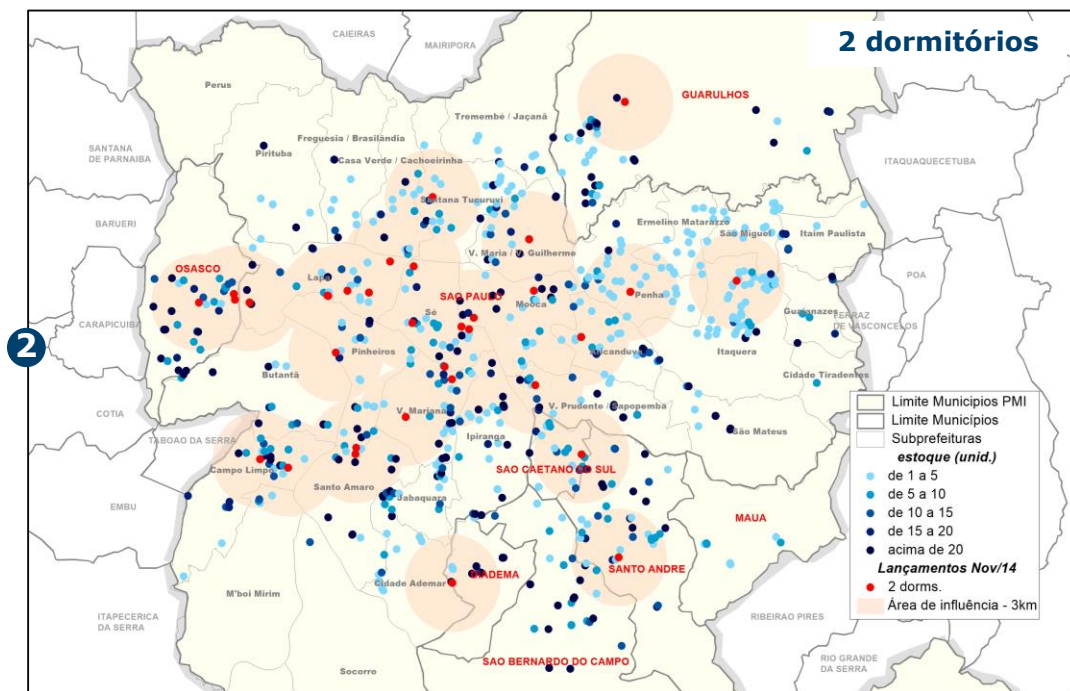 2 dormitórios
CAIEIRAS
MAIRIPORA
Perus
GUARULHOS
Tremembé / Jaçanã
Freguesia / Brasilândia
SANTANA
DE PARNAIBA
Pirituba
Casa Verde / Cachoeirinha
ITAQUAQUECETUBA
Santana Tucuruvi
Ermelino Matarazzo
BARUERI
São Miguel
Itaim Paulista
V. Maria / V. Guilherme
OSASCO
Lapa
POA
SAO PAULO
Penha
Mooca
Sé
Guaianazes
CARAPICUIBA
FERRAZ
DE VASCONCELOS
2
Pinheiros
Aricanduva
Itaquera
Butantã
Cidade Tiradentes
COTIA
V. Mariana
V. Prudente / Sapopemba
TABOAO DA SERRA
Ipiranga
São Mateus
Campo Limpo
SAO CAETANO DO SUL
Santo Amaro
Jabaquara
EMBU
MAUA
Cidade Ademar
DIADEMA
SANTO ANDRE
M'boi Mirim
ITAPECERICA
DA SERRA
RIBEIRAO PIRES
Socorro
SAO BERNARDO DO CAMPO
RIO GRANDE
DA SERRA
Limite Municipios PMI
Limite Municípios
Subprefeituras
estoque (unid.)
de 1 a 5
de 5 a 10
de 10 a 15
de 15 a 20
acima de 20
Lançamentos Nov/14
2 dorms.
Área de influência - 3km